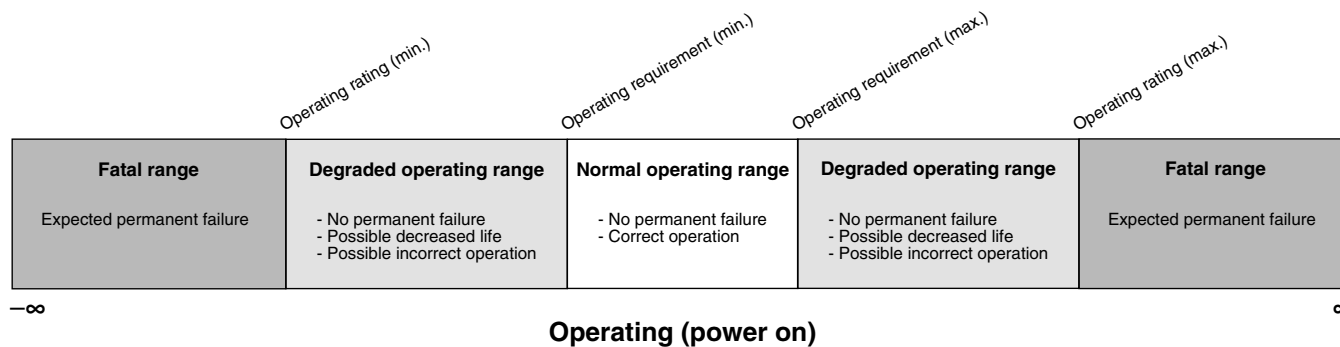 Operating rating (min.)
Operating requirement (min.)
Operating requirement (max.)
Operating rating (max.)
Fatal range
Expected permanent failure
Degraded operating range
- No permanent failure
- Possible decreased life
- Possible incorrect operation
Normal operating range
- No permanent failure
- Correct operation
Degraded operating range
- No permanent failure
- Possible decreased life
- Possible incorrect operation
Fatal range
Expected permanent failure
–∞
Operating (power on)